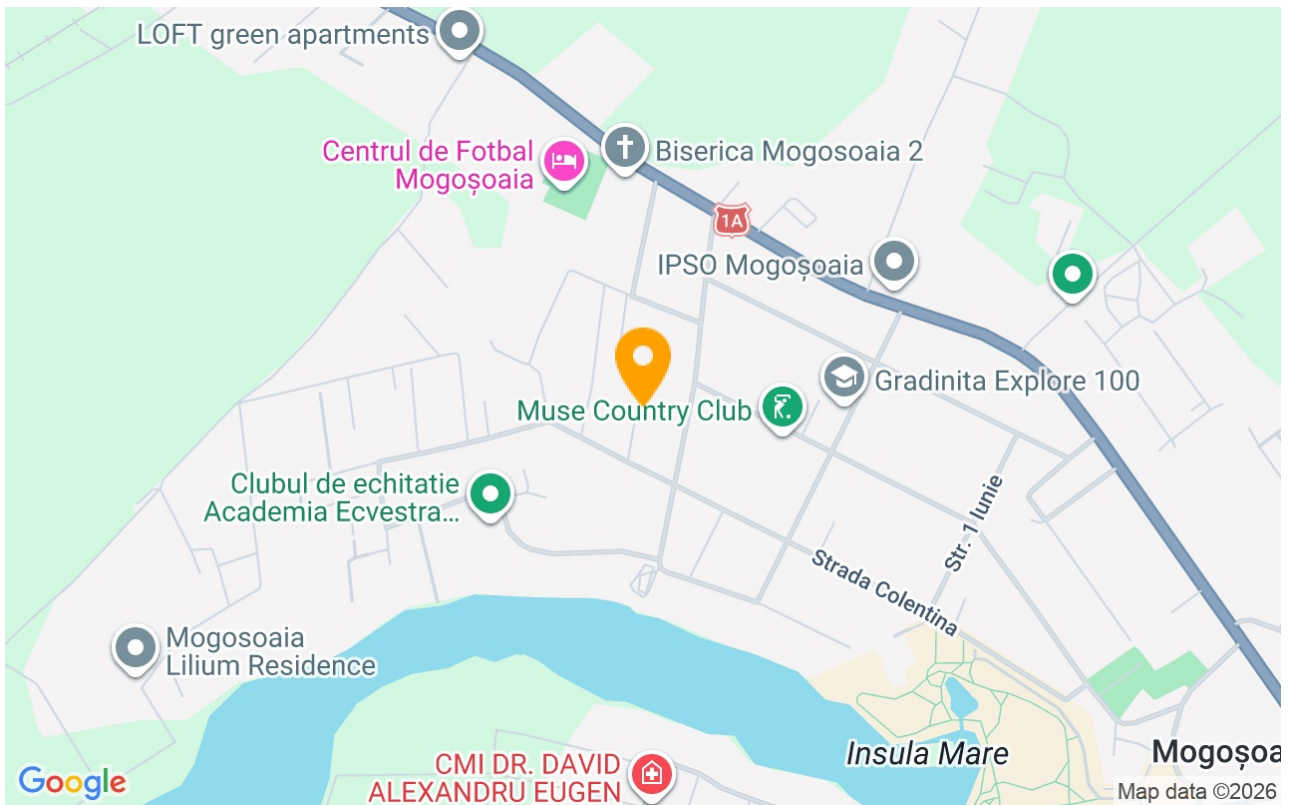 LOFT green apartments
Centrul de Fotbal
Mogoșoaia
Biserica Mogosoaia 2
1A
IPSO Mogoșoaia
Gradinita Explore 100
Muse Country Club
Clubul de echitatie
Academia Ecvestra...
Str. 1 Iunie
Strada Colentina
Mogosoaia
Lilium Residence
Insula Mare
Mogoșoa
CMI DR. DAVID
ALEXANDRU EUGEN
Google
Map data ©2026